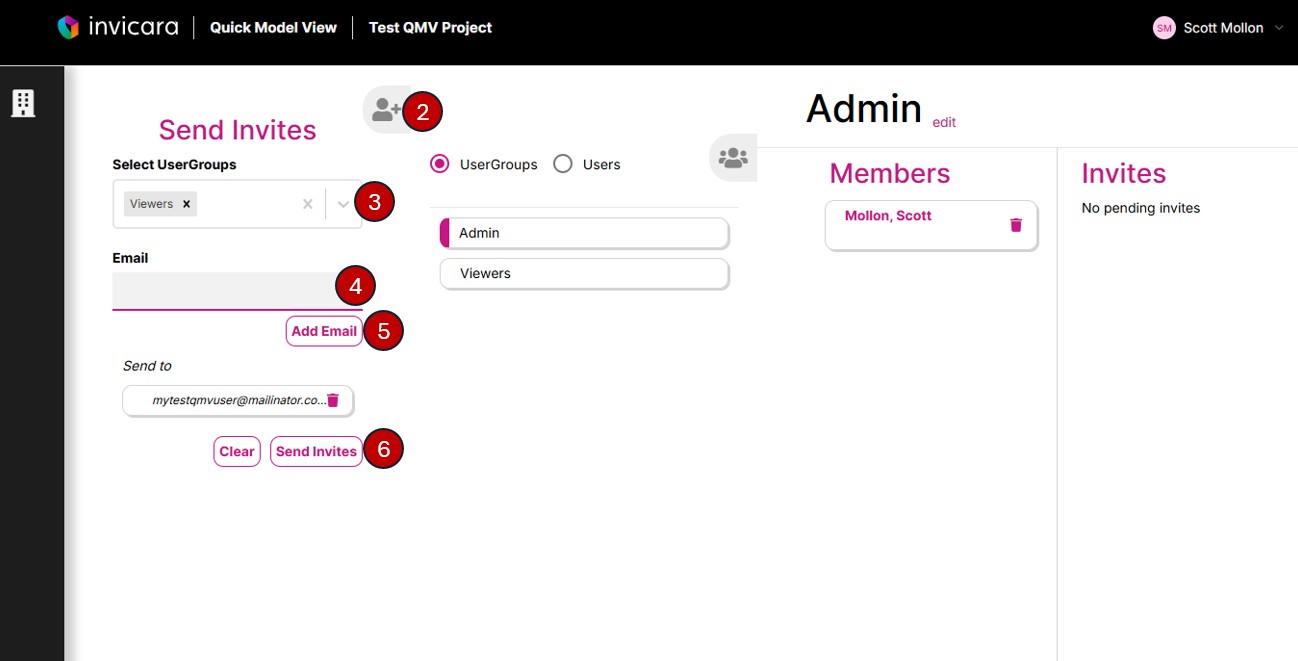 invicara Quick Model View Test QMV Project
SM Scott Mollon
2
Send Invites
Select UserGroups
Viewers
3
Email
4
Add Email
5
Send to
mytestqmvuser@mailinator.co...
Clear
Send Invites
6
UserGroups Users
Admin
Viewers
Admin edit
Members
Mollon, Scott
Invites
No pending invites